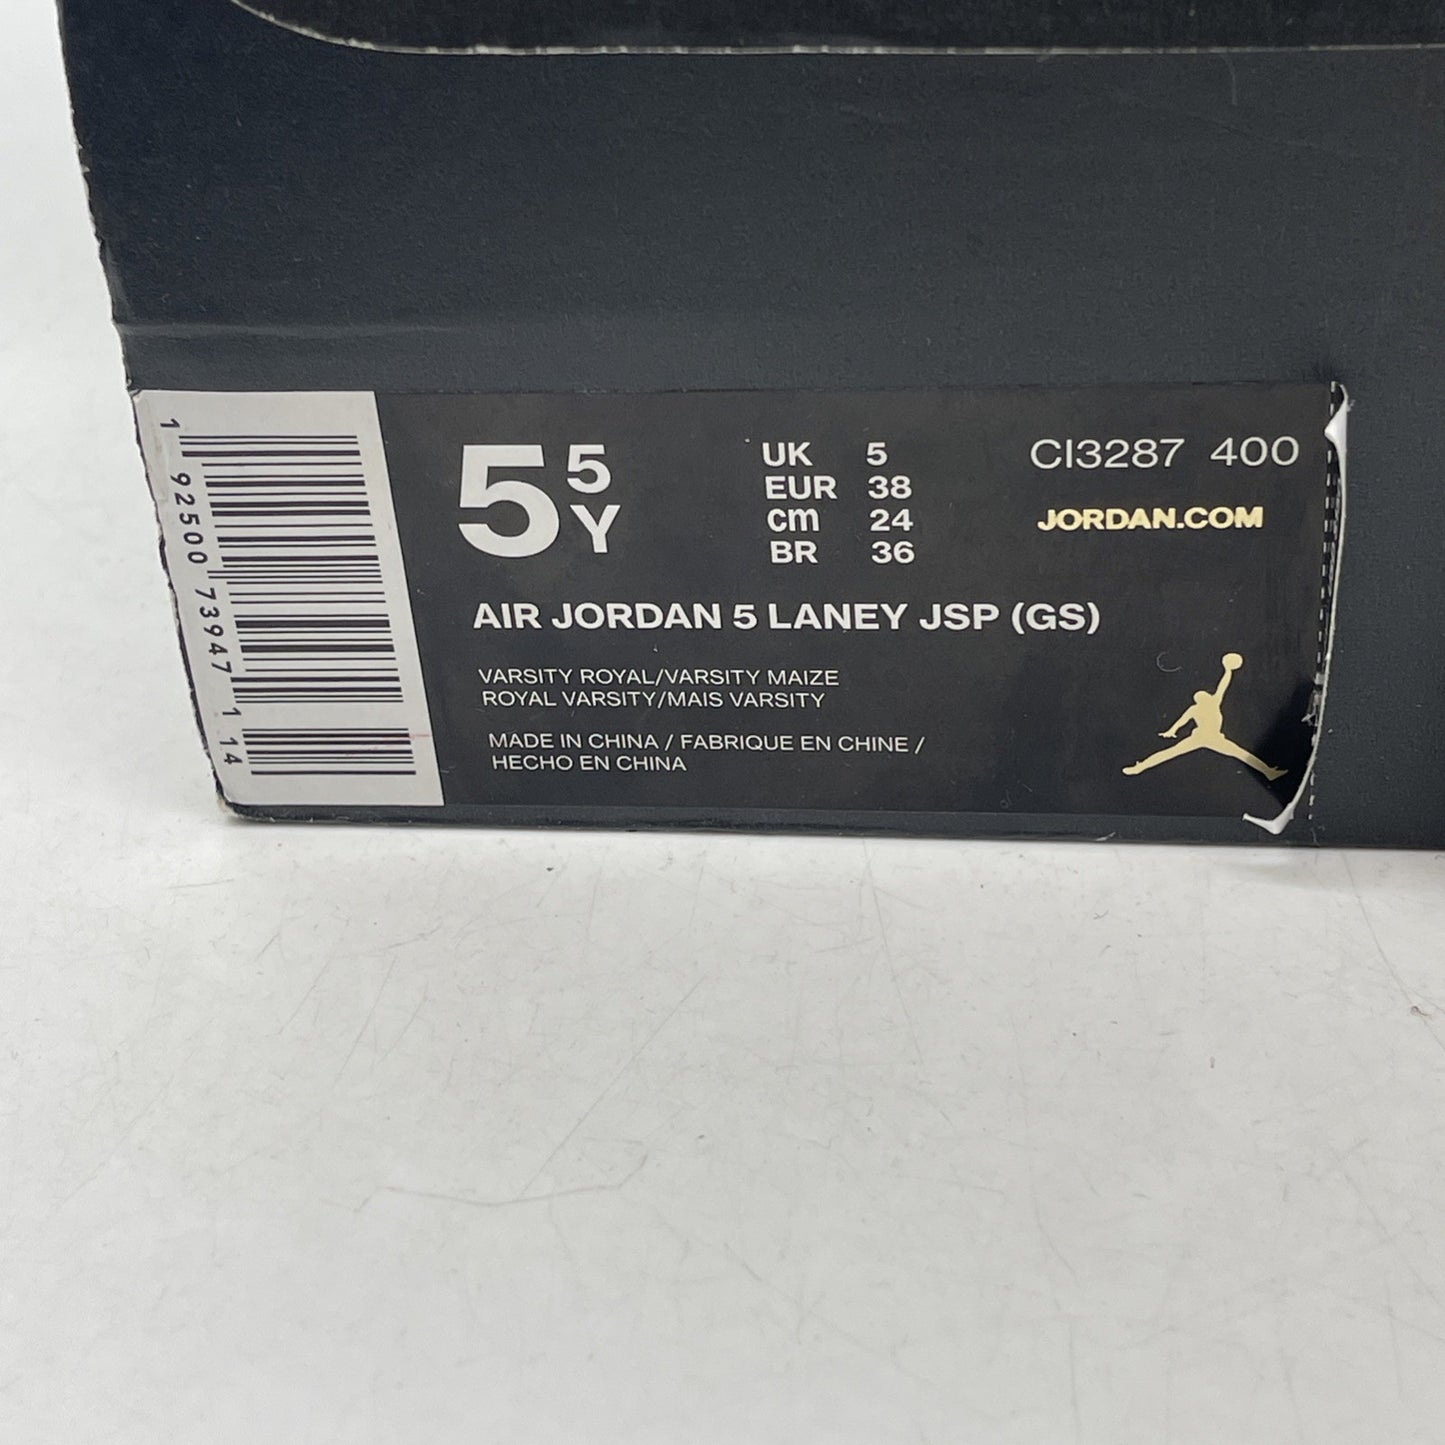 1 92500 73947 1 14
5 5 Y
UK 5
EUR 38
cm 24
BR 36
CI3287 400
JORDAN.COM
AIR JORDAN 5 LANEY JSP (GS)
VARSITY ROYAL/VARSITY MAIZE
ROYAL VARSITY/MAIS VARSITY
MADE IN CHINA / FABRIQUE EN CHINE /
HECHO EN CHINA